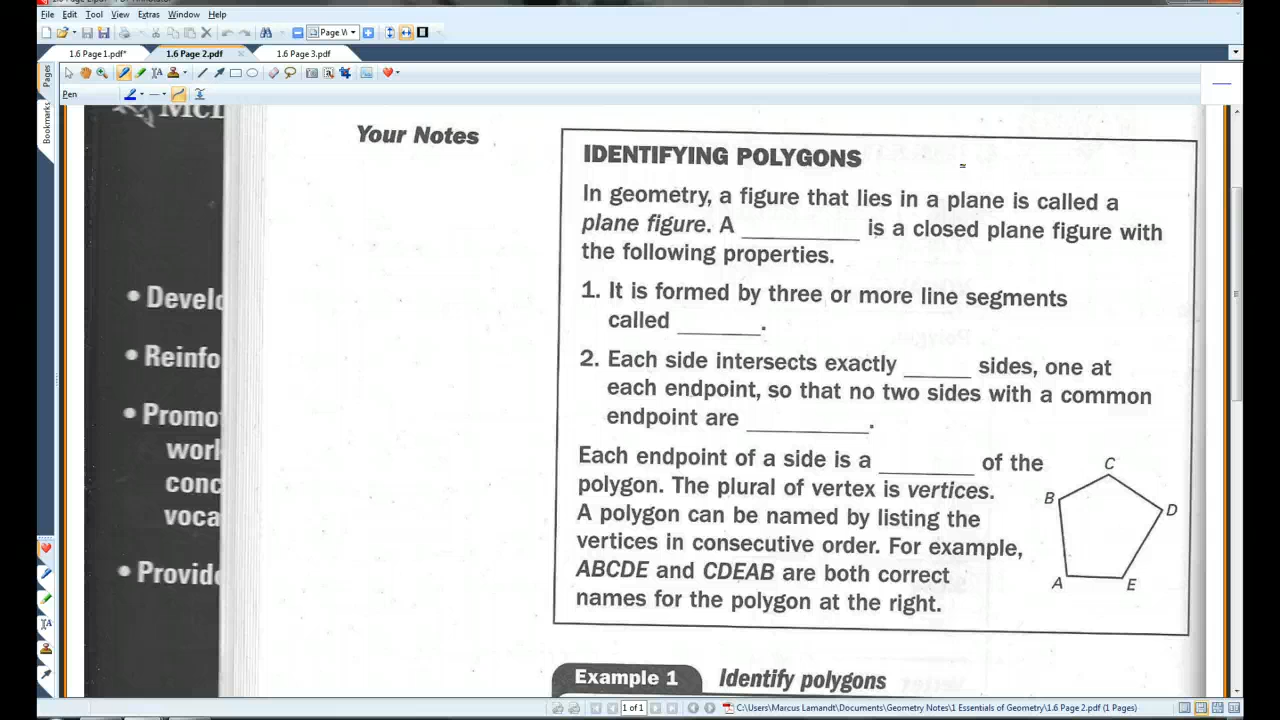 File Edit Tool View Extras Window Help
Page W
1.6 Page 1.pdf* 1.6 Page 2.pdf 1.6 Page 3.pdf
Pen
Pages
Bookmarks
Your Notes
IDENTIFYING POLYGONS
In geometry, a figure that lies in a plane is called a
plane figure. A ___________ is a closed plane figure with
the following properties.
1. It is formed by three or more line segments
called ________.
2. Each side intersects exactly ______ sides, one at
each endpoint, so that no two sides with a common
endpoint are ___________.
Each endpoint of a side is a _________ of the
polygon. The plural of vertex is vertices.
A polygon can be named by listing the
vertices in consecutive order. For example,
ABCDE and CDEAB are both correct
names for the polygon at the right.
C
B
D
A
E
• Develo
• Reinfo
• Promo
work
conc
voca
• Provide
Example 1 Identify polygons
1 of 1
C:\Users\Marcus Lamandt\Documents\Geometry Notes\1 Essentials of Geometry\1.6 Page 2.pdf (1 Pages)